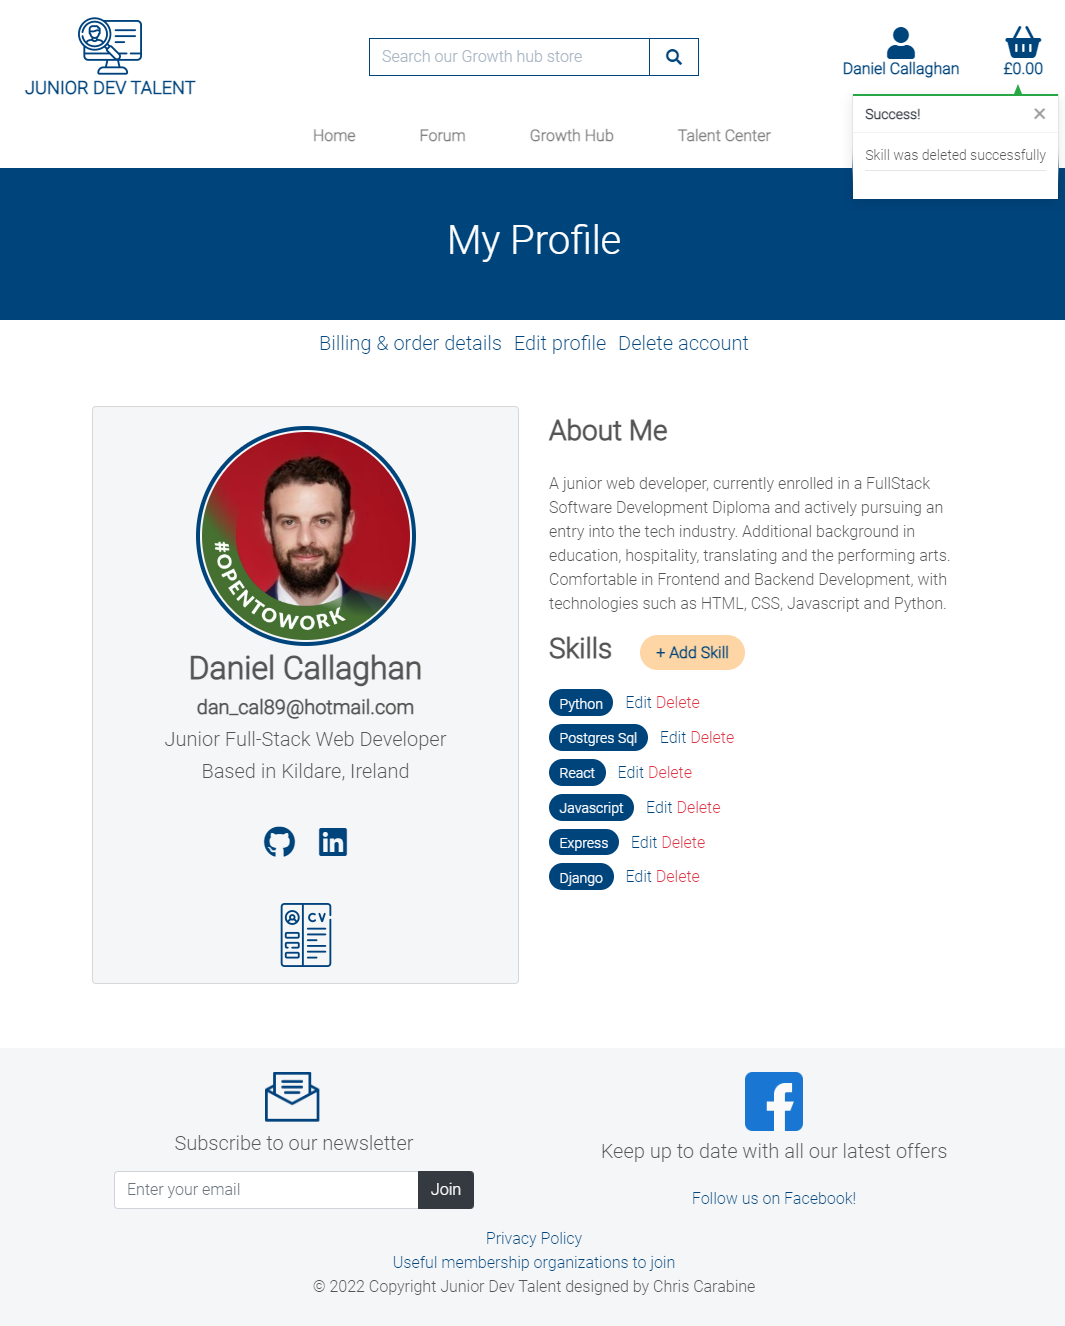 JUNIOR DEV TALENT
Search our Growth hub store
Daniel Callaghan
£0.00
Home Forum Growth Hub Talent Center
Success! ×
Skill was deleted successfully
My Profile
Billing & order details Edit profile Delete account
#OPENTOWORK
Daniel Callaghan
dan_cal89@hotmail.com
Junior Full-Stack Web Developer
Based in Kildare, Ireland
CV
About Me
A junior web developer, currently enrolled in a FullStack
Software Development Diploma and actively pursuing an
entry into the tech industry. Additional background in
education, hospitality, translating and the performing arts.
Comfortable in Frontend and Backend Development, with
technologies such as HTML, CSS, Javascript and Python.
Skills + Add Skill
Python Edit Delete
Postgres Sql Edit Delete
React Edit Delete
Javascript Edit Delete
Express Edit Delete
Django Edit Delete
Subscribe to our newsletter
Enter your email Join
Keep up to date with all our latest offers
Follow us on Facebook!
Privacy Policy
Useful membership organizations to join
© 2022 Copyright Junior Dev Talent designed by Chris Carabine